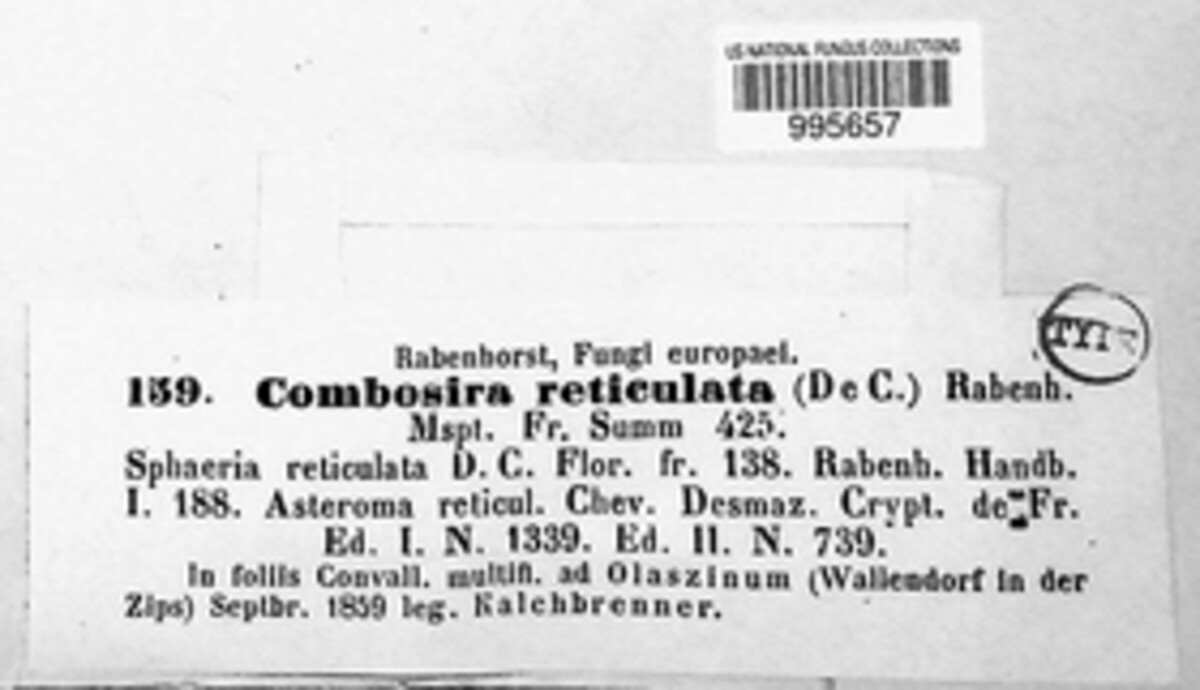 US NATIONAL FUNGUS COLLECTIONS
995657
Rabenhorst, Fungi europaei.
159. Combosira reticulata (De C.) Rabenh.
Mspt. Fr. Summ 425.
Sphaeria reticulata D. C. Flor. fr. 138. Rabenh. Handb.
I. 188. Asteroma reticul. Chev. Desmaz. Crypt. de Fr.
Ed. I. N. 1339. Ed. II. N. 739.
In foliis Convall. multifl. ad Olaszinum (Wallendorf in der
Zips) Septbr. 1859 leg. Kalchbrenner.